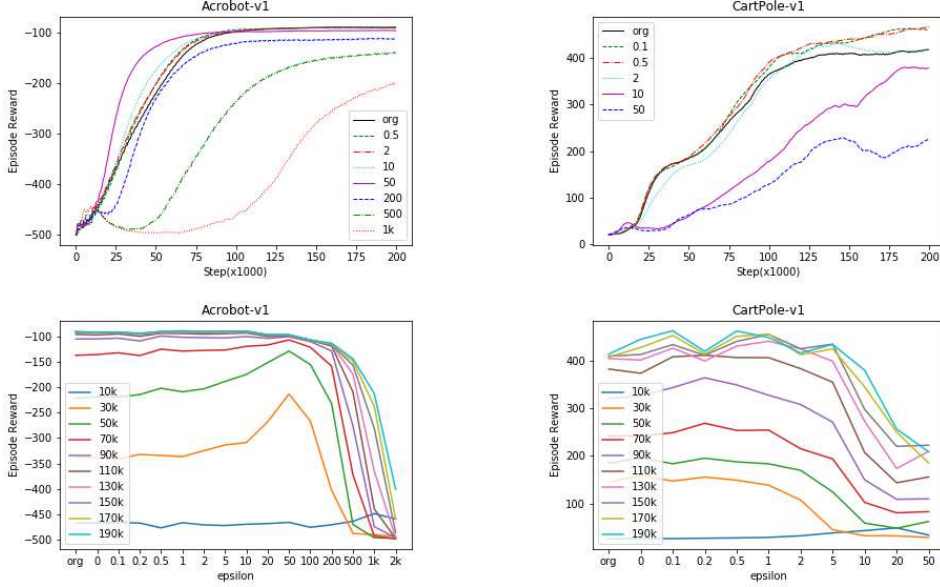 Acrobot-v1
Episode Reward
−100
−200
−300
−400
−500
org
0.5
2
10
50
200
500
1k
0 25 50 75 100 125 150 175 200
Step(x1000)
CartPole-v1
Episode Reward
400
300
200
100
0
org
0.1
0.5
2
10
50
0 25 50 75 100 125 150 175 200
Step(x1000)
Acrobot-v1
Episode Reward
−100
−150
−200
−250
−300
−350
−400
−450
−500
10k
30k
50k
70k
90k
110k
130k
150k
170k
190k
org 0 0.1 0.2 0.5 1 2 5 10 20 50 100 200 500 1k 2k
epsilon
CartPole-v1
Episode Reward
400
300
200
100
10k
30k
50k
70k
90k
110k
130k
150k
170k
190k
org 0 0.1 0.2 0.5 1 2 5 10 20 50
epsilon